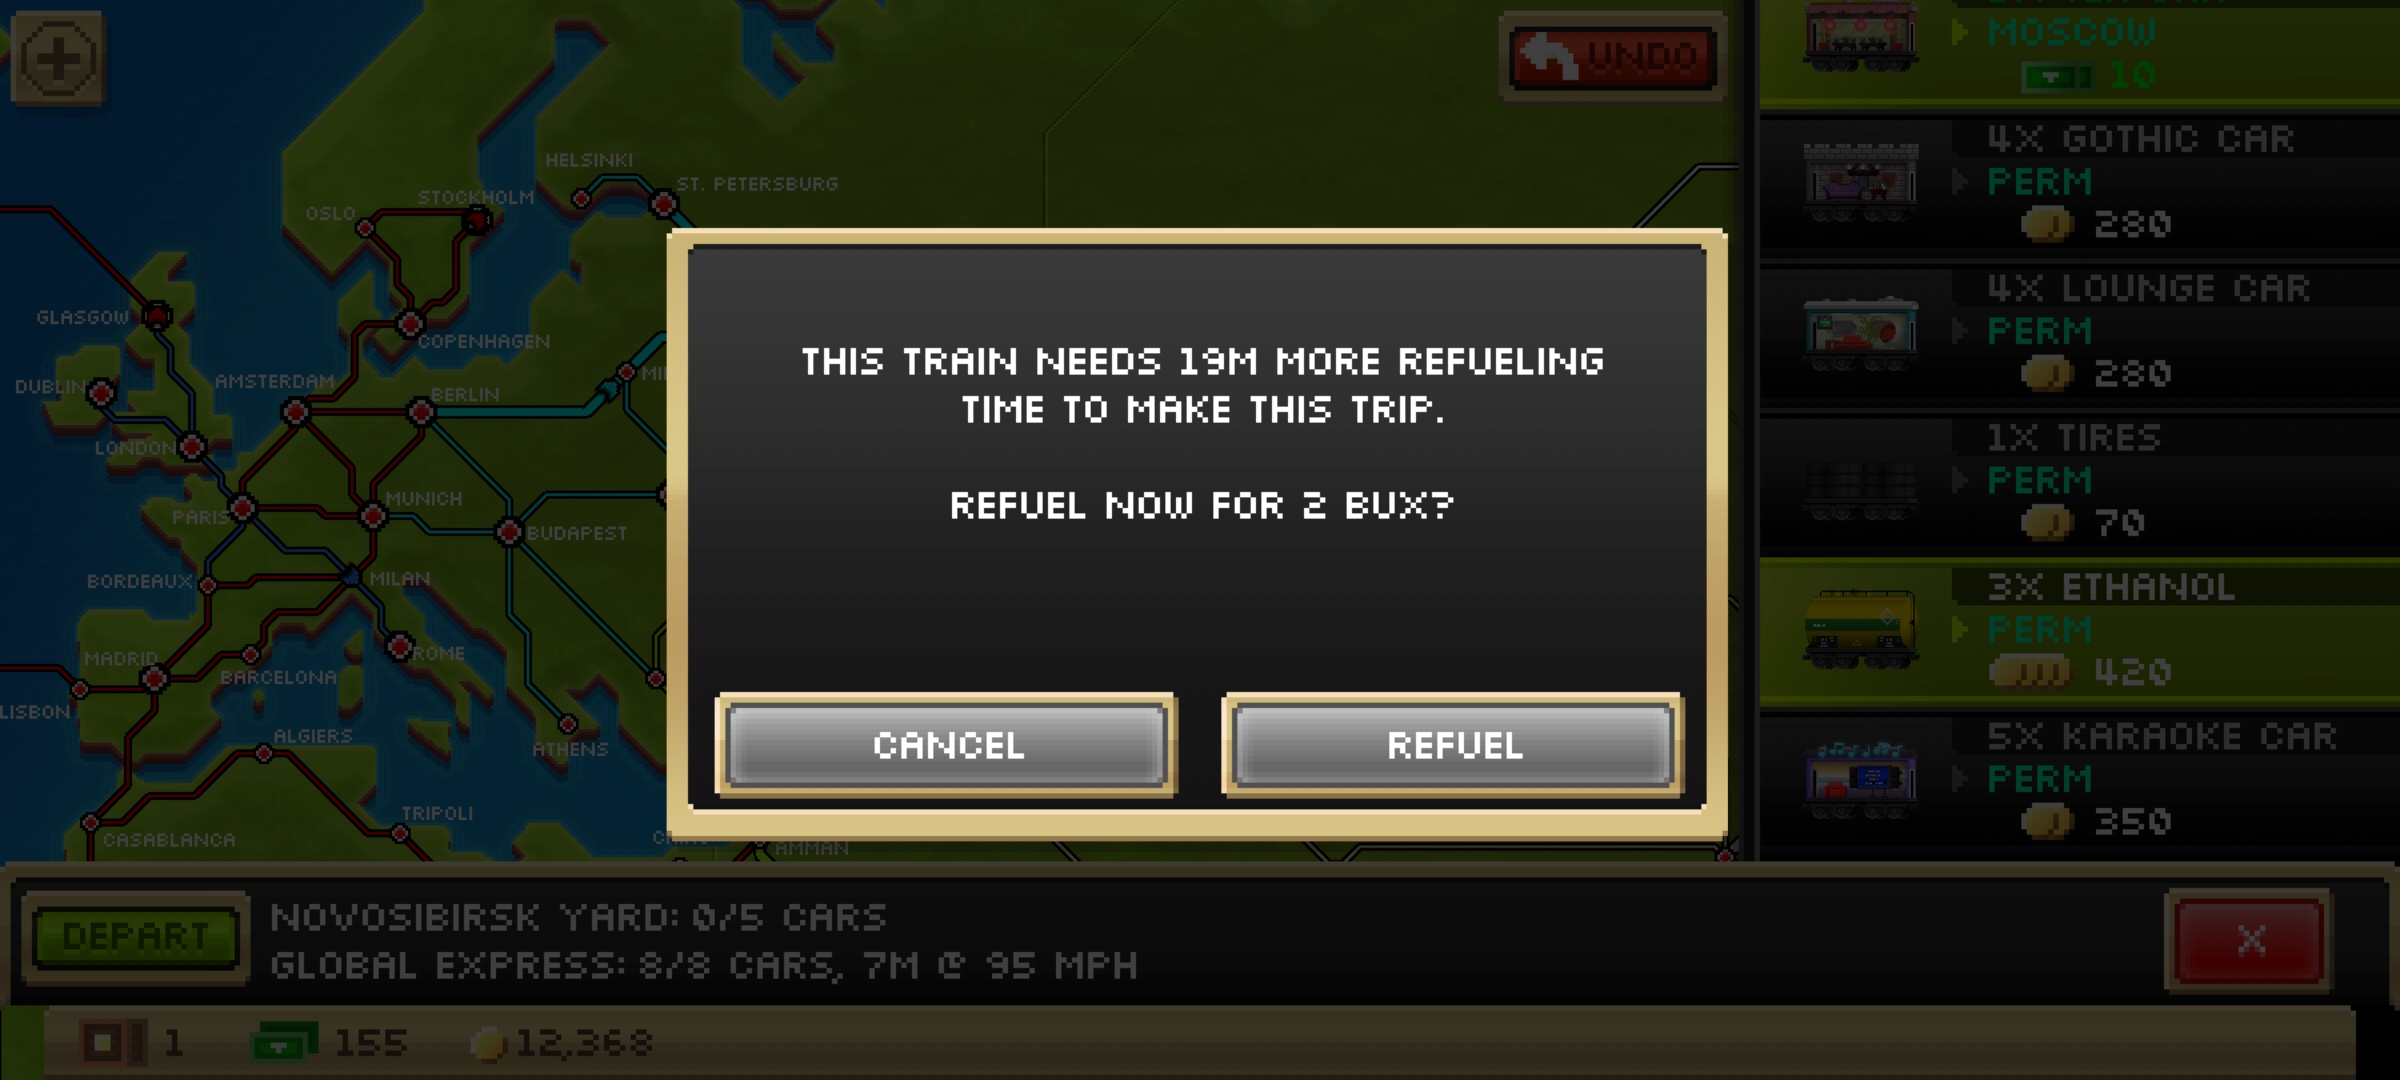 UNDO
MOSCOW
10
4X GOTHIC CAR
PERM
280
4X LOUNGE CAR
PERM
280
1X TIRES
PERM
70
3X ETHANOL
PERM
420
5X KARAOKE CAR
PERM
350
HELSINKI
ST. PETERSBURG
STOCKHOLM
OSLO
GLASGOW
COPENHAGEN
DUBLIN
AMSTERDAM
BERLIN
LONDON
MUNICH
PARIS
BUDAPEST
BORDEAUX
MILAN
MADRID
ROME
BARCELONA
LISBON
ALGIERS
ATHENS
TRIPOLI
CASABLANCA
AMMAN
THIS TRAIN NEEDS 19M MORE REFUELING
TIME TO MAKE THIS TRIP.
REFUEL NOW FOR 2 BUX?
CANCEL
REFUEL
DEPART
NOVOSIBIRSK YARD: 0/5 CARS
GLOBAL EXPRESS: 8/8 CARS, 7M @ 95 MPH
X
1
155
12,368